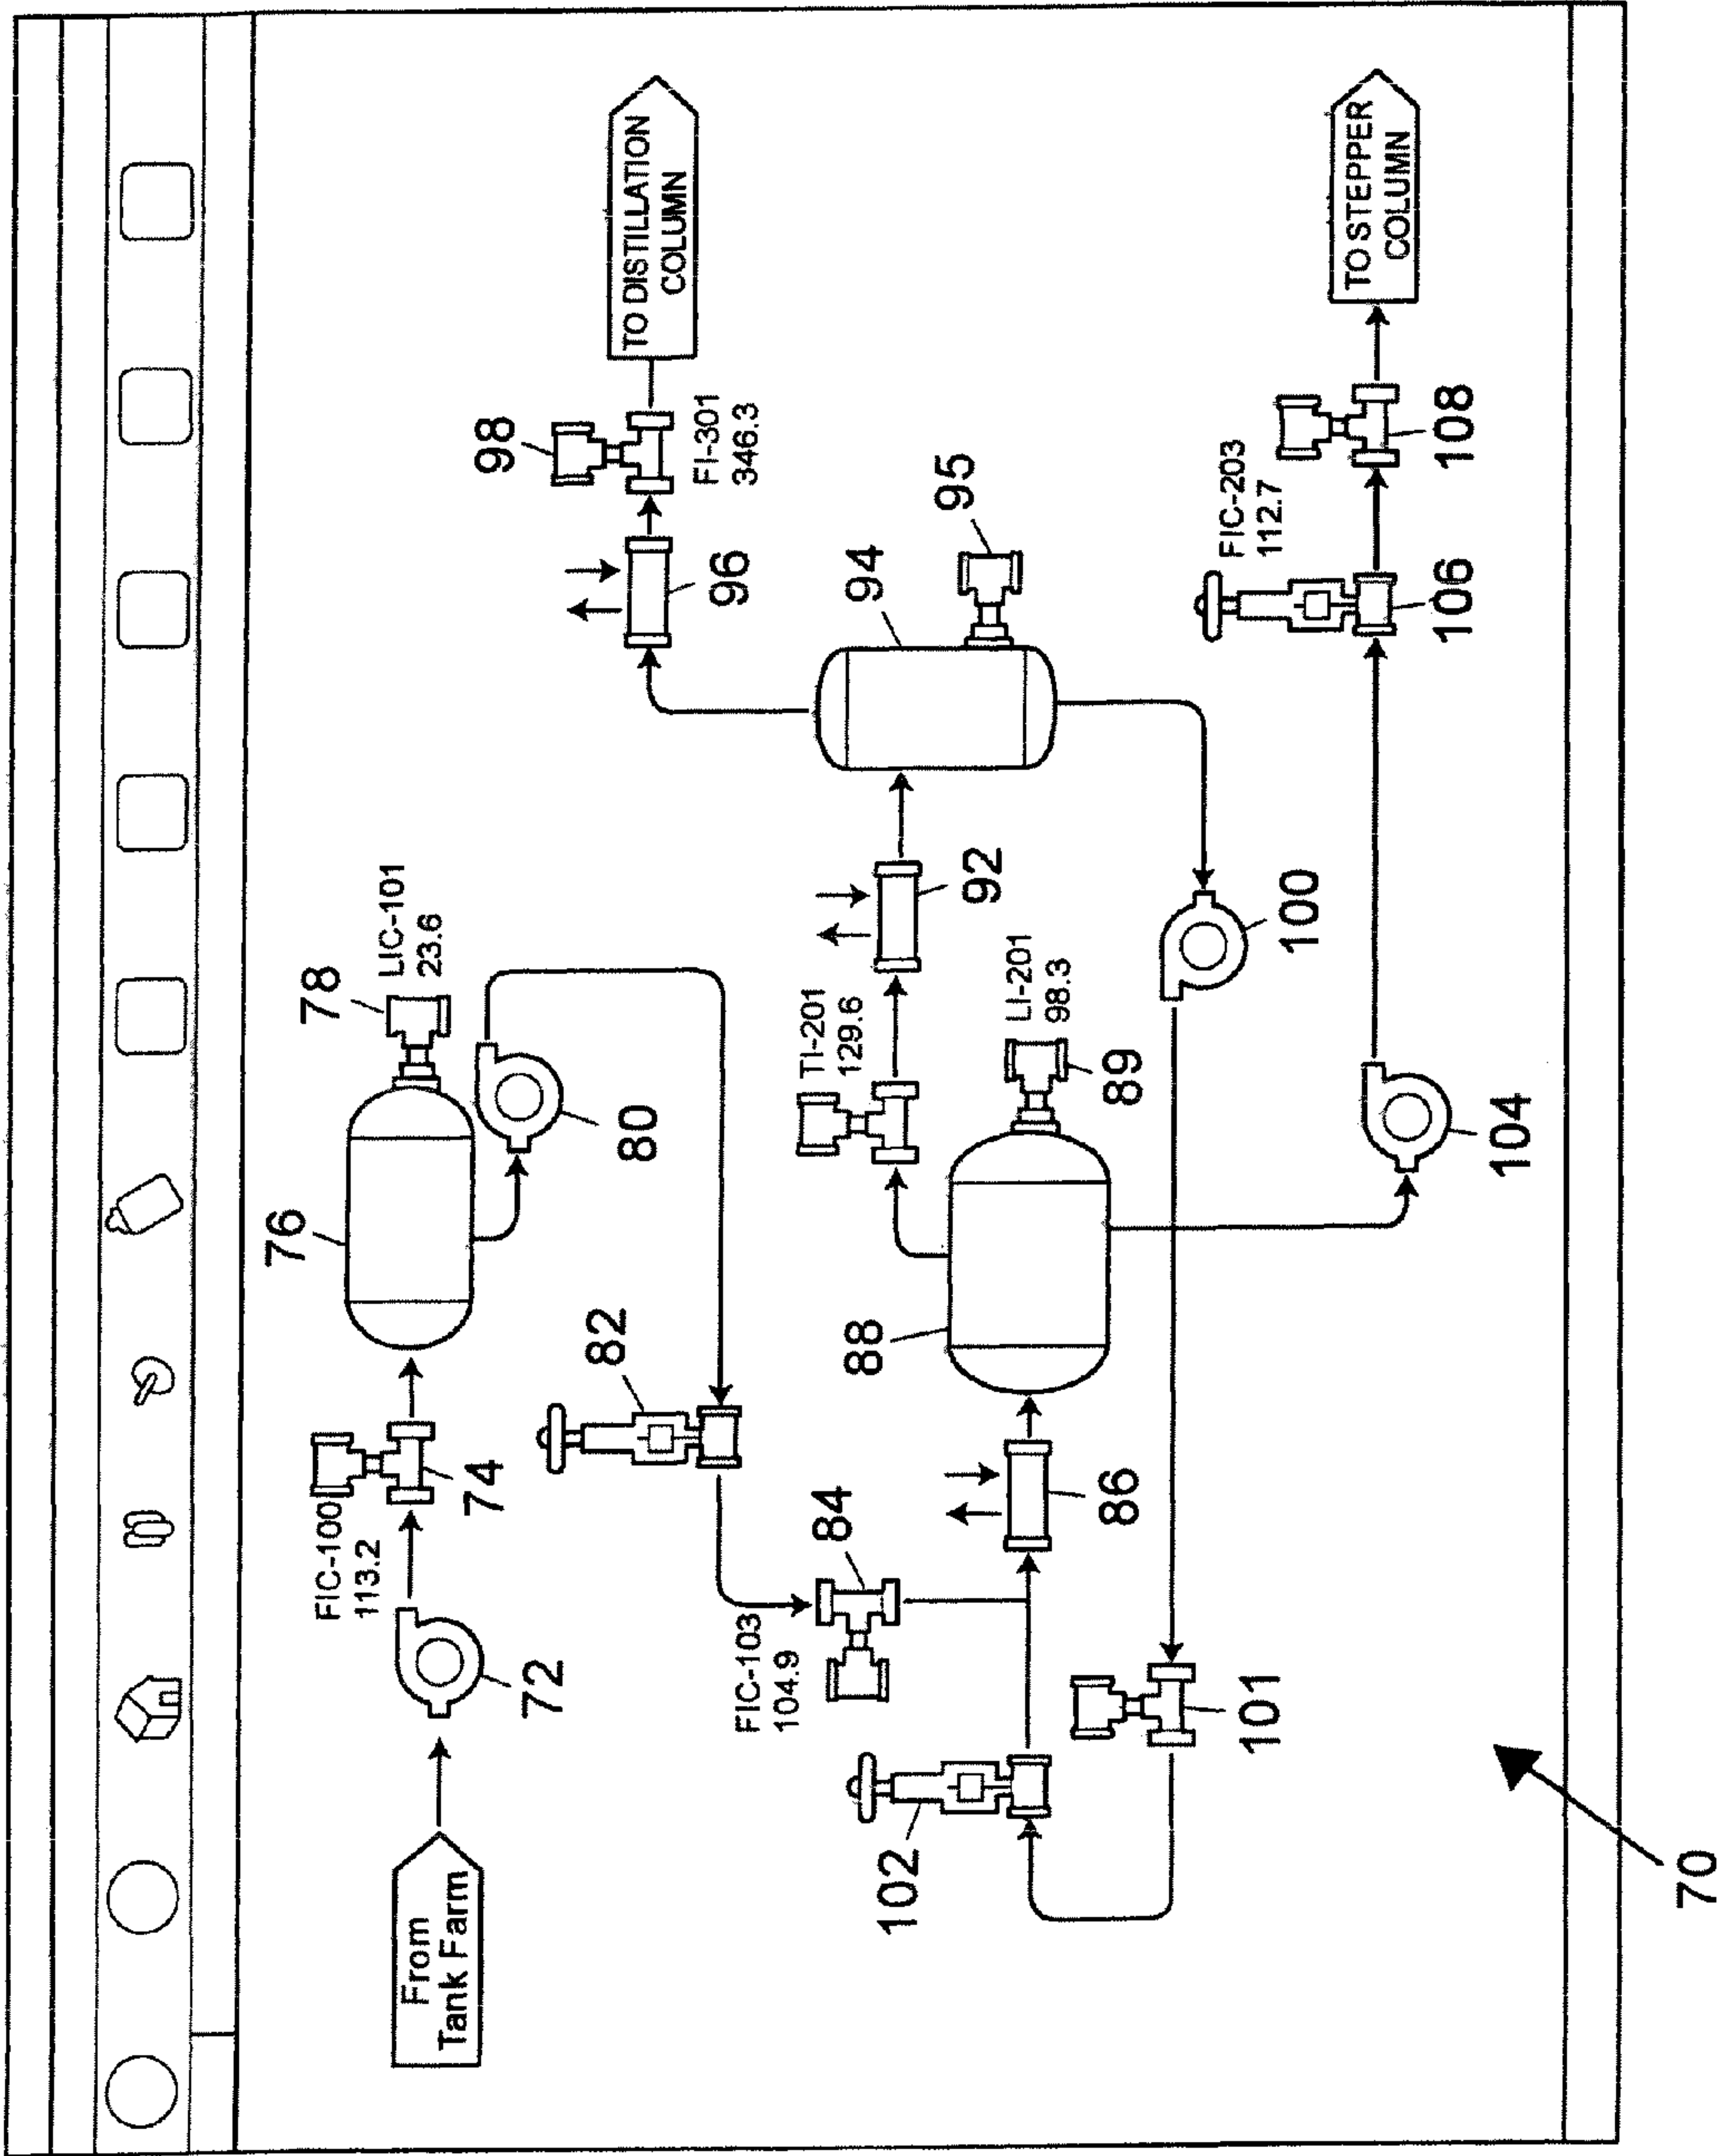 98
TO DISTILLATION
COLUMN
FI-301
346.3
96
78
LIC-101
23.6
76
80
FIC-100
113.2
74
72
From
Tank Farm
82
94
95
TI-201
129.6
92
LI-201
98.3
89
88
84
FIC-103
104.9
86
102
101
100
FIC-203
112.7
TO STEPPER
COLUMN
108
106
104
70